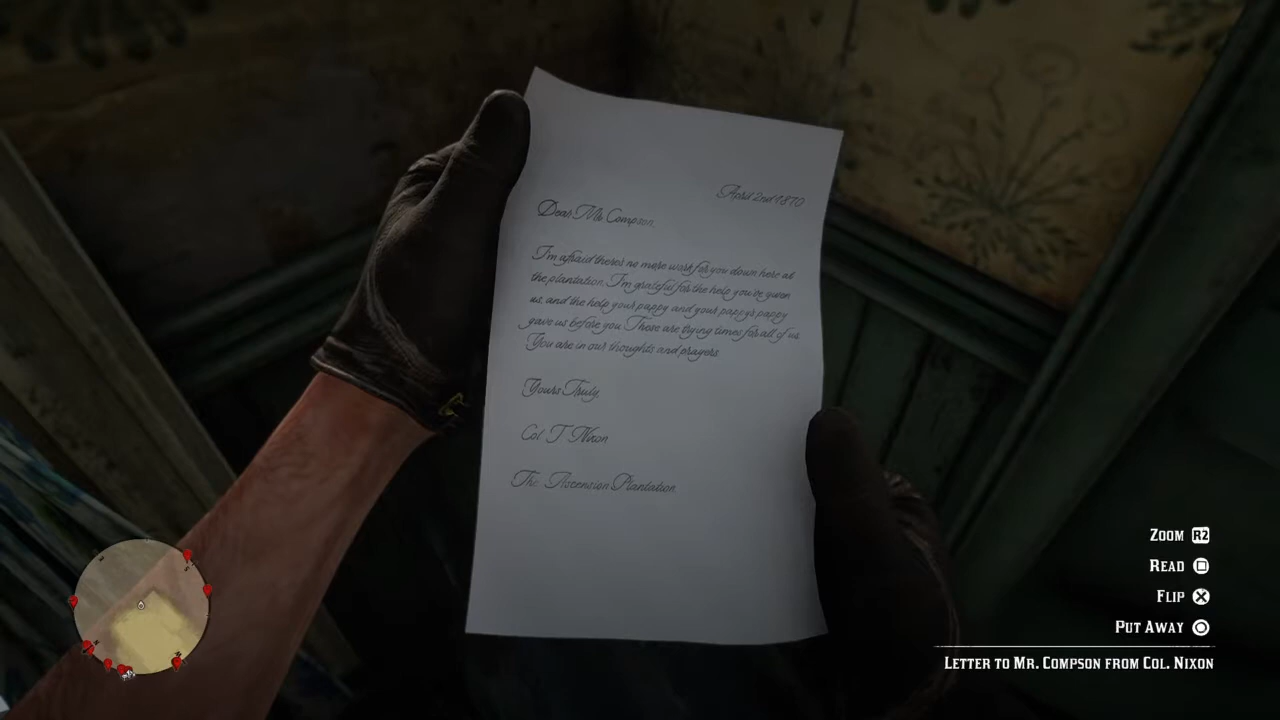 April 2nd 1870
Dear Mr. Compson,
I'm afraid there's no more work for you down here at
the plantation. I'm grateful for the help you've given
us, and the help your pappy and your pappy's pappy
gave us before you. Those are trying times for all of us.
You are in our thoughts and prayers.
Yours Truly,
Col. T. Nixon
The Ascension Plantation
ZOOM R2
READ
FLIP
PUT AWAY
LETTER TO MR. COMPSON FROM COL. NIXON